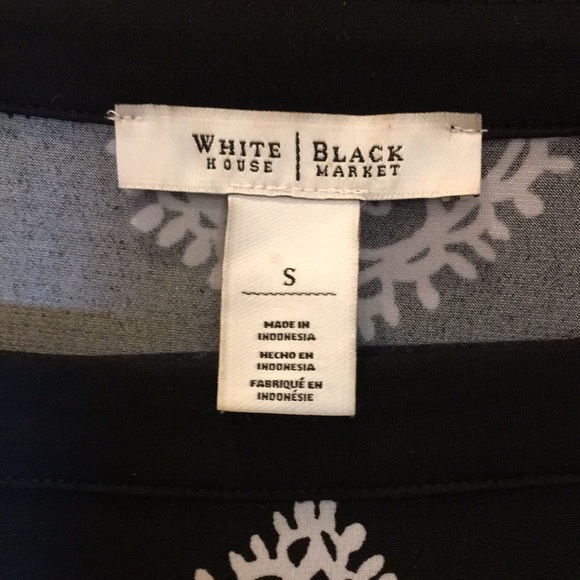 WHITE | BLACK
HOUSE | MARKET
S
MADE IN
INDONESIA
HECHO EN
INDONESIA
FABRIQUÉ EN
INDONÉSIE